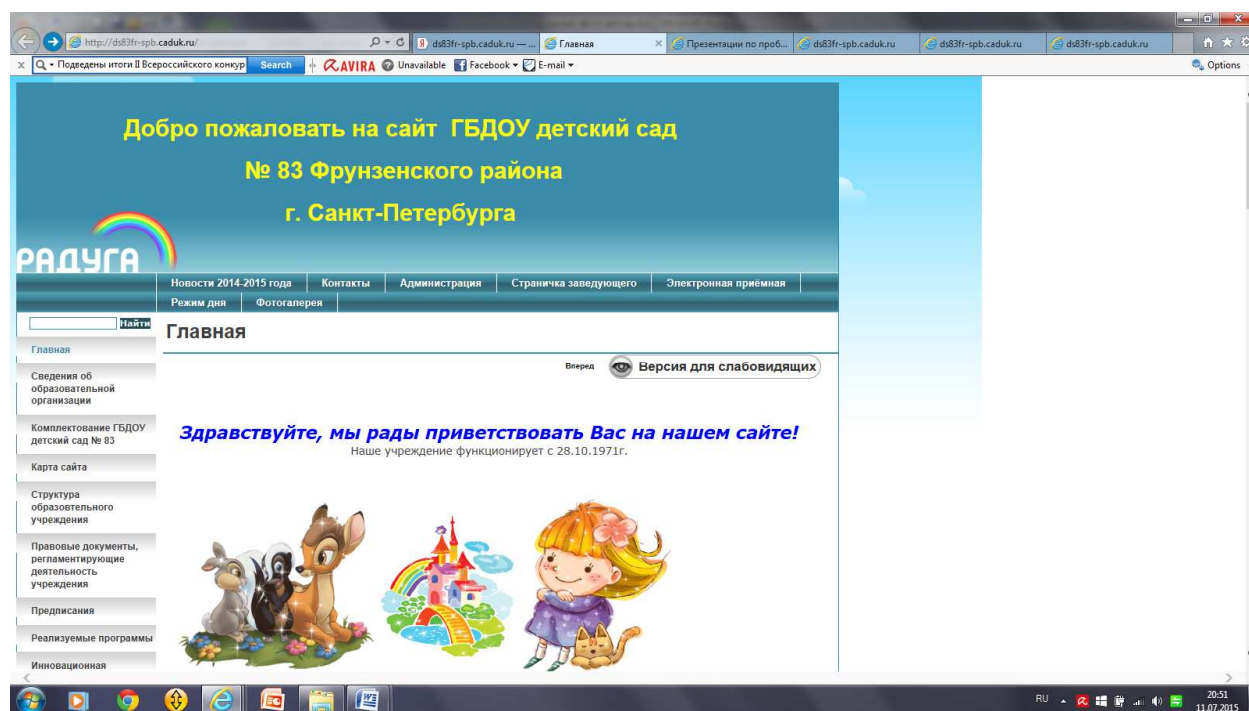 http://ds83fr-spb.caduk.ru/
ds83fr-spb.caduk.ru — ...
Главная
Презентации по проб...
ds83fr-spb.caduk.ru
ds83fr-spb.caduk.ru
ds83fr-spb.caduk.ru
Подведены итоги II Всероссийского конкур
Search
AVIRA
Unavailable
Facebook
E-mail
Options
Добро пожаловать на сайт ГБДОУ детский сад
№ 83 Фрунзенского района
г. Санкт-Петербурга
РАДУГА
Новости 2014-2015 года
Контакты
Администрация
Страничка заведующего
Электронная приёмная
Режим дня
Фотогалерея
Найти
Главная
Сведения об
образовательной
организации
Комплектование ГБДОУ
детский сад № 83
Карта сайта
Структура
образовтельного
учреждения
Правовые документы,
регламентирующие
деятельность
учреждения
Предписания
Реализуемые программы
Инновационная
Главная
Вперед
Версия для слабовидящих
Здравствуйте, мы рады приветствовать Вас на нашем сайте!
Наше учреждение функционирует с 28.10.1971г.
RU
20:51
11.07.2015